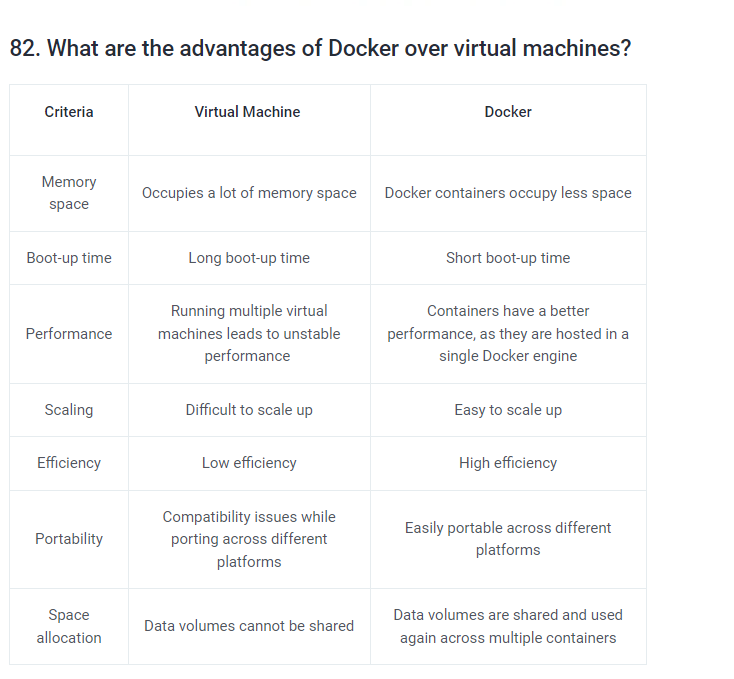 82. What are the advantages of Docker over virtual machines?
Criteria
Virtual Machine
Docker
Memory
space
Occupies a lot of memory space
Docker containers occupy less space
Boot-up time
Long boot-up time
Short boot-up time
Performance
Running multiple virtual
machines leads to unstable
performance
Containers have a better
performance, as they are hosted in a
single Docker engine
Scaling
Difficult to scale up
Easy to scale up
Efficiency
Low efficiency
High efficiency
Portability
Compatibility issues while
porting across different
platforms
Easily portable across different
platforms
Space
allocation
Data volumes cannot be shared
Data volumes are shared and used
again across multiple containers